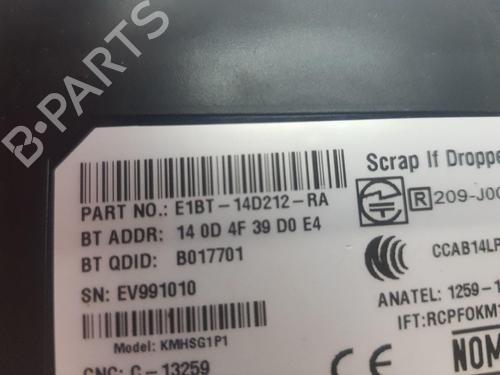 B-PARTS
Scrap If Droppe
PART NO.: E1BT-14D212-RA
R 209-J00
BT ADDR: 14 0D 4F 39 D0 E4
BT QDID: B017701
CCAB14LP
SN: EV991010
ANATEL: 1259-1
IFT:RCPFOKM1
Model: KMHSG1P1
NOM
CNC: C-13259
CE